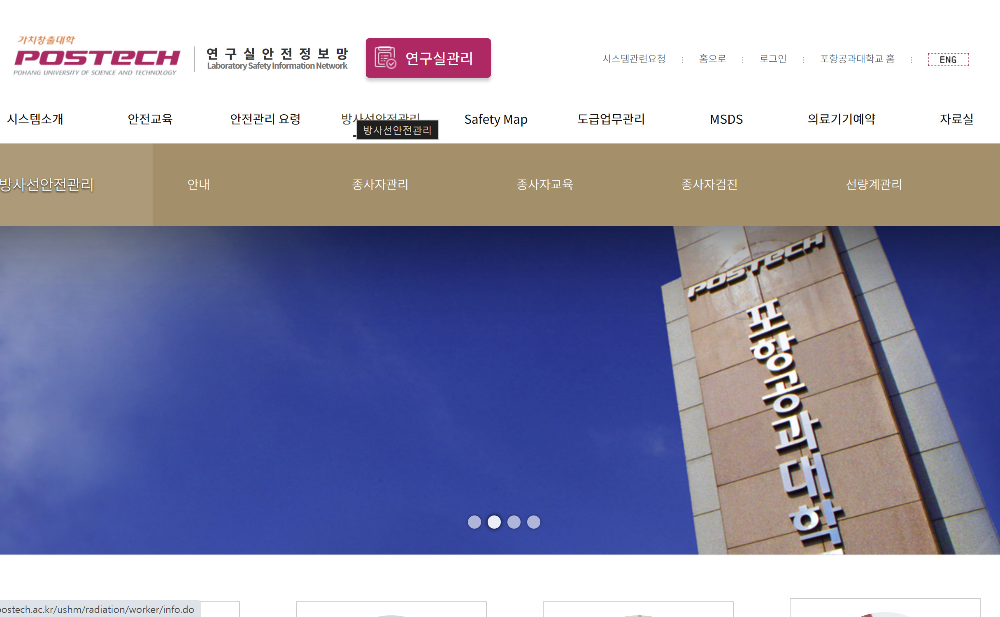 가치창출대학
POSTECH
POHANG UNIVERSITY OF SCIENCE AND TECHNOLOGY
연구실안전정보망
Laboratory Safety Information Network
연구실관리
시스템관련요청
홈으로
로그인
포항공과대학교 홈
ENG
시스템소개
안전교육
안전관리 요령
방사선안전관리
Safety Map
도급업무관리
MSDS
의료기기예약
자료실
방사선안전관리
방사선안전관리
안내
종사자관리
종사자교육
종사자검진
선량계관리
POSTECH
포항공과대학
postech.ac.kr/ushm/radiation/worker/info.do